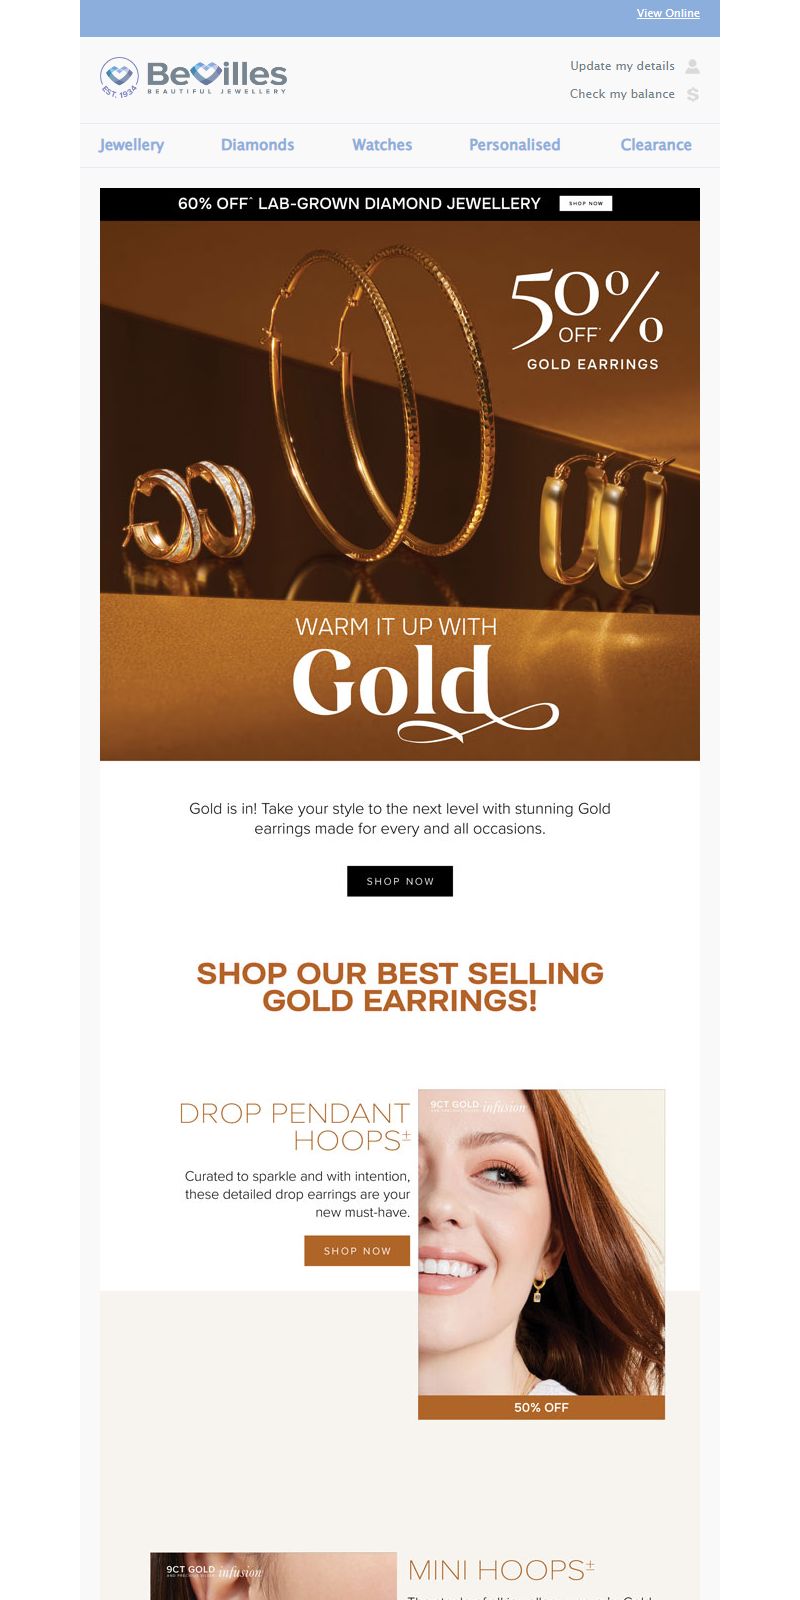 View Online
BeVilles
BEAUTIFUL JEWELLERY
EST. 1934
Update my details
Check my balance
Jewellery Diamonds Watches Personalised Clearance
60% OFF^ LAB-GROWN DIAMOND JEWELLERY SHOP NOW
50%
OFF*
GOLD EARRINGS
WARM IT UP WITH
Gold
Gold is in! Take your style to the next level with stunning Gold
earrings made for every and all occasions.
SHOP NOW
SHOP OUR BEST SELLING
GOLD EARRINGS!
DROP PENDANT
HOOPS±
Curated to sparkle and with intention,
these detailed drop earrings are your
new must-have.
SHOP NOW
9CT GOLD infusion
50% OFF
9CT GOLD infusion
AND PRECIOUS SILVER
MINI HOOPS±